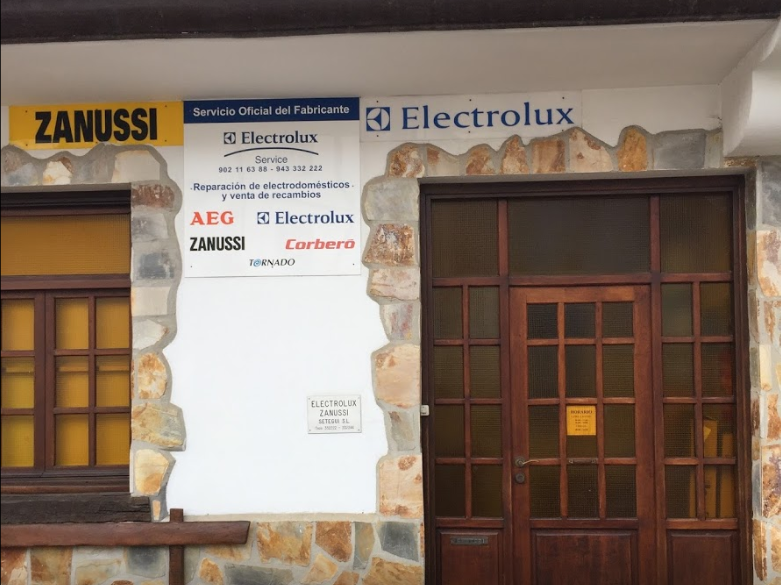 ZANUSSI
Servicio Oficial del Fabricante
Electrolux
Service
902 11 63 88 - 943 332 222
Reparación de electrodomésticos
y venta de recambios
AEG Electrolux
ZANUSSI Corberó
TORNADO
Electrolux
ELECTROLUX
ZANUSSI